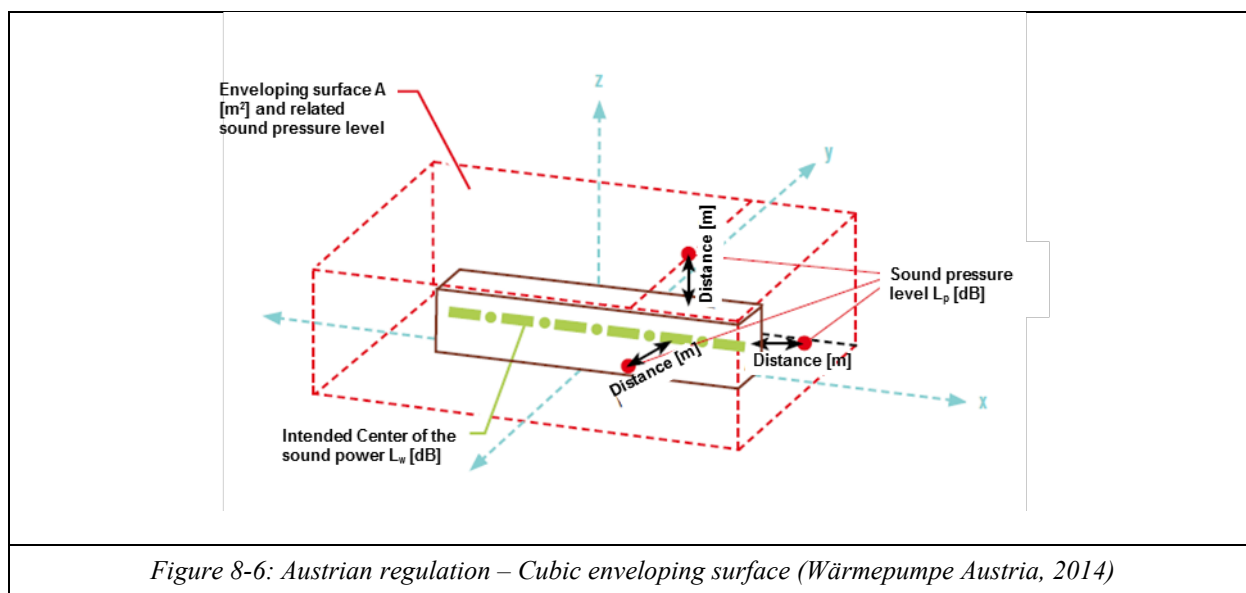 Enveloping surface A
[m²] and related
sound pressure level
z
y
Distance [m]
Sound pressure
level Lp [dB]
Distance [m]
Distance [m]
x
Intended Center of the
sound power Lw [dB]
Figure 8-6: Austrian regulation – Cubic enveloping surface (Wärmepumpe Austria, 2014)